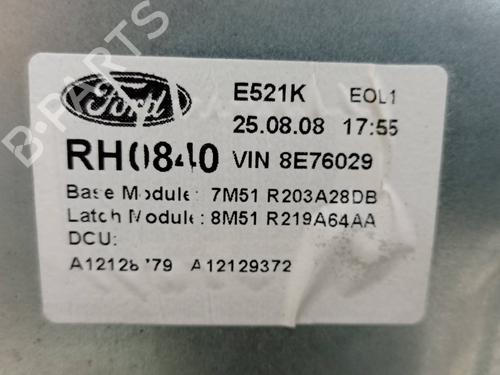 B-PARTS
Ford
E521K EOL1
25.08.08 17:55
RH0840 VIN 8E76029
Base Module: 7M51 R203A28DB
Latch Module: 8M51 R219A64AA
DCU:
A12129372